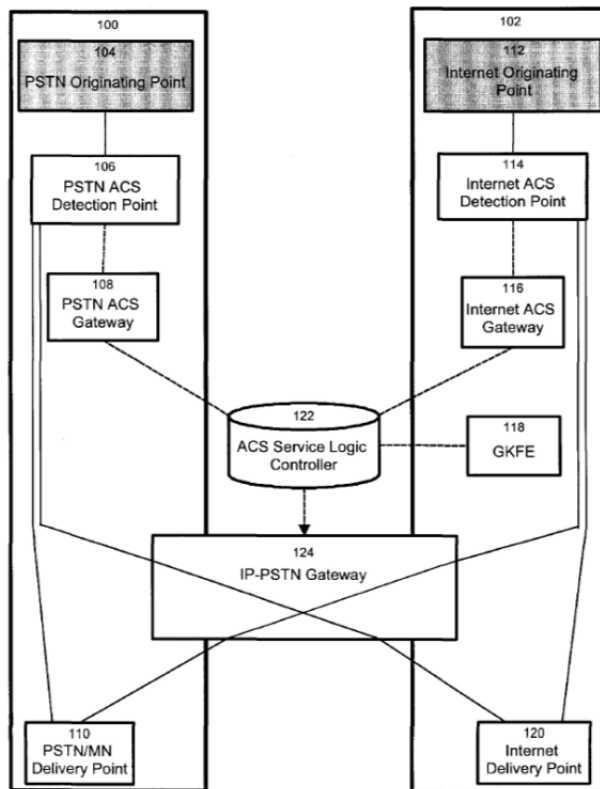 100
104
PSTN Originating Point
106
PSTN ACS
Detection Point
108
PSTN ACS
Gateway
102
112
Internet Originating
Point
114
Internet ACS
Detection Point
116
Internet ACS
Gateway
122
ACS Service Logic
Controller
118
GKFE
124
IP-PSTN Gateway
110
PSTN/MN
Delivery Point
120
Internet
Delivery Point